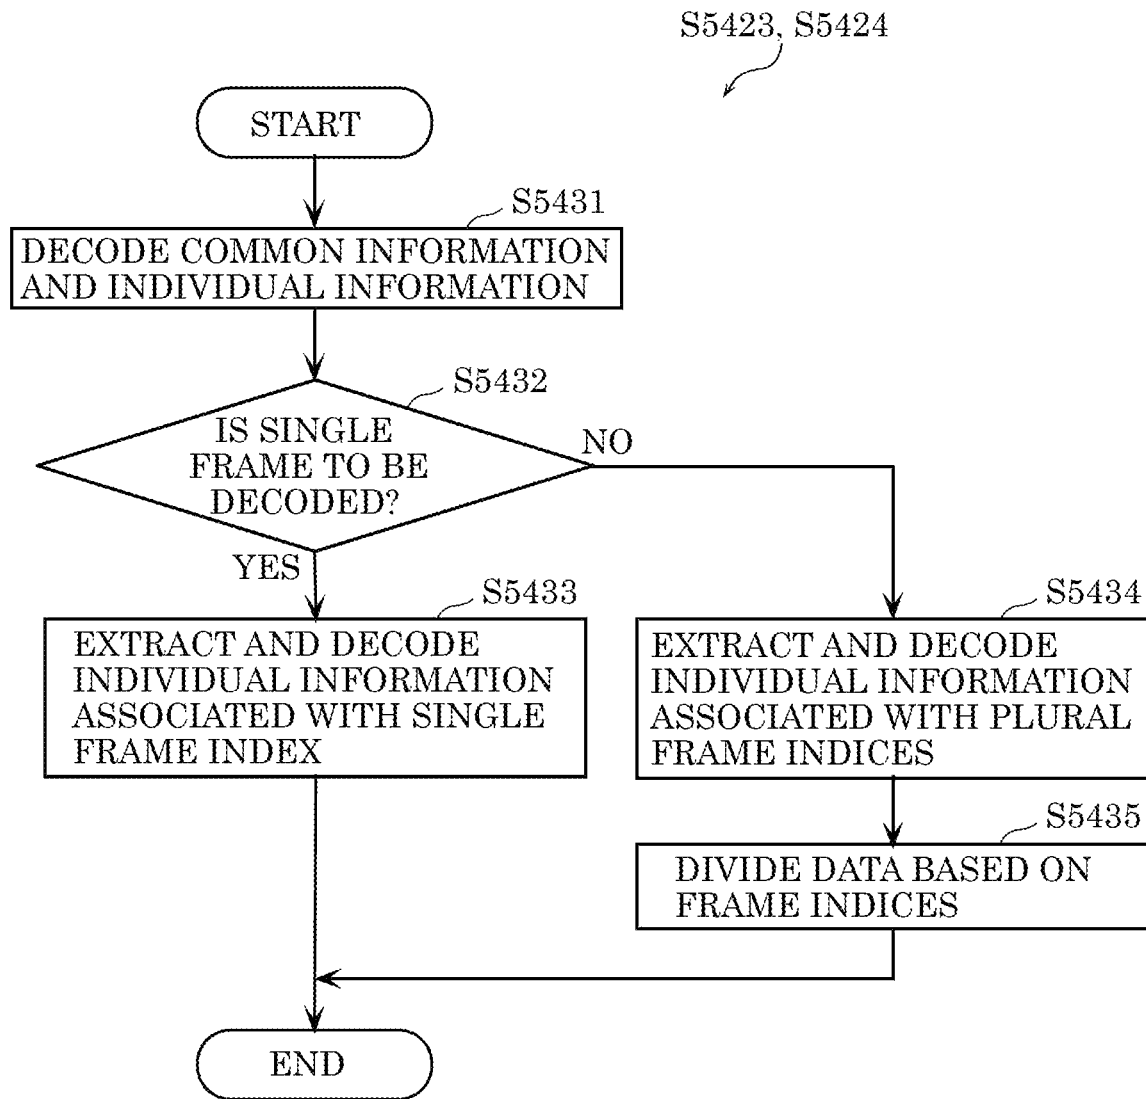 S5423, S5424
START
S5431
DECODE COMMON INFORMATION
AND INDIVIDUAL INFORMATION
S5432
IS SINGLE
FRAME TO BE
DECODED?
NO
YES
S5433
EXTRACT AND DECODE
INDIVIDUAL INFORMATION
ASSOCIATED WITH SINGLE
FRAME INDEX
S5434
EXTRACT AND DECODE
INDIVIDUAL INFORMATION
ASSOCIATED WITH PLURAL
FRAME INDICES
S5435
DIVIDE DATA BASED ON
FRAME INDICES
END